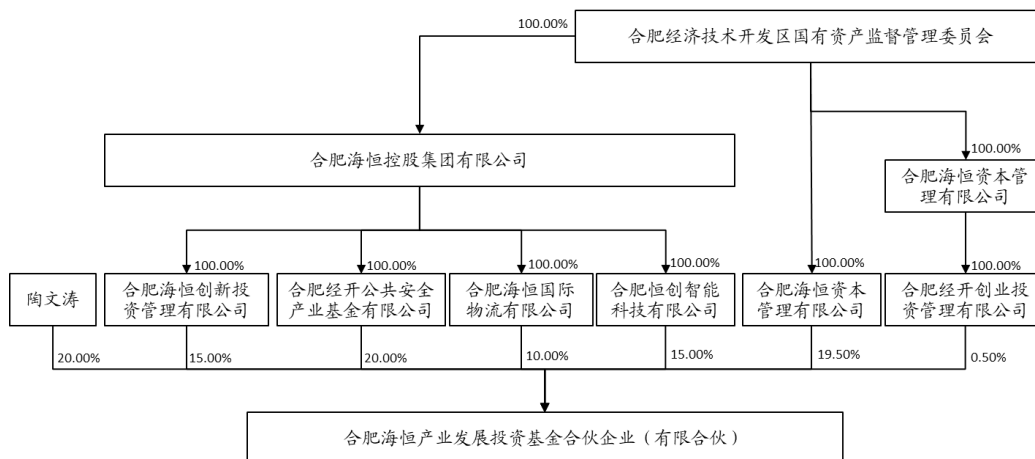 100.00%
合肥经济技术开发区国有资产监督管理委员会
合肥海恒控股集团有限公司
100.00%
合肥海恒资本管
理有限公司
100.00%
100.00%
100.00%
100.00%
100.00%
100.00%
陶文涛
合肥海恒创新投
资管理有限公司
合肥经开公共安全
产业基金有限公司
合肥海恒国际
物流有限公司
合肥恒创智能
科技有限公司
合肥海恒资本
管理有限公司
合肥经开创业投
资管理有限公司
20.00%
15.00%
20.00%
10.00%
15.00%
19.50%
0.50%
合肥海恒产业发展投资基金合伙企业（有限合伙）